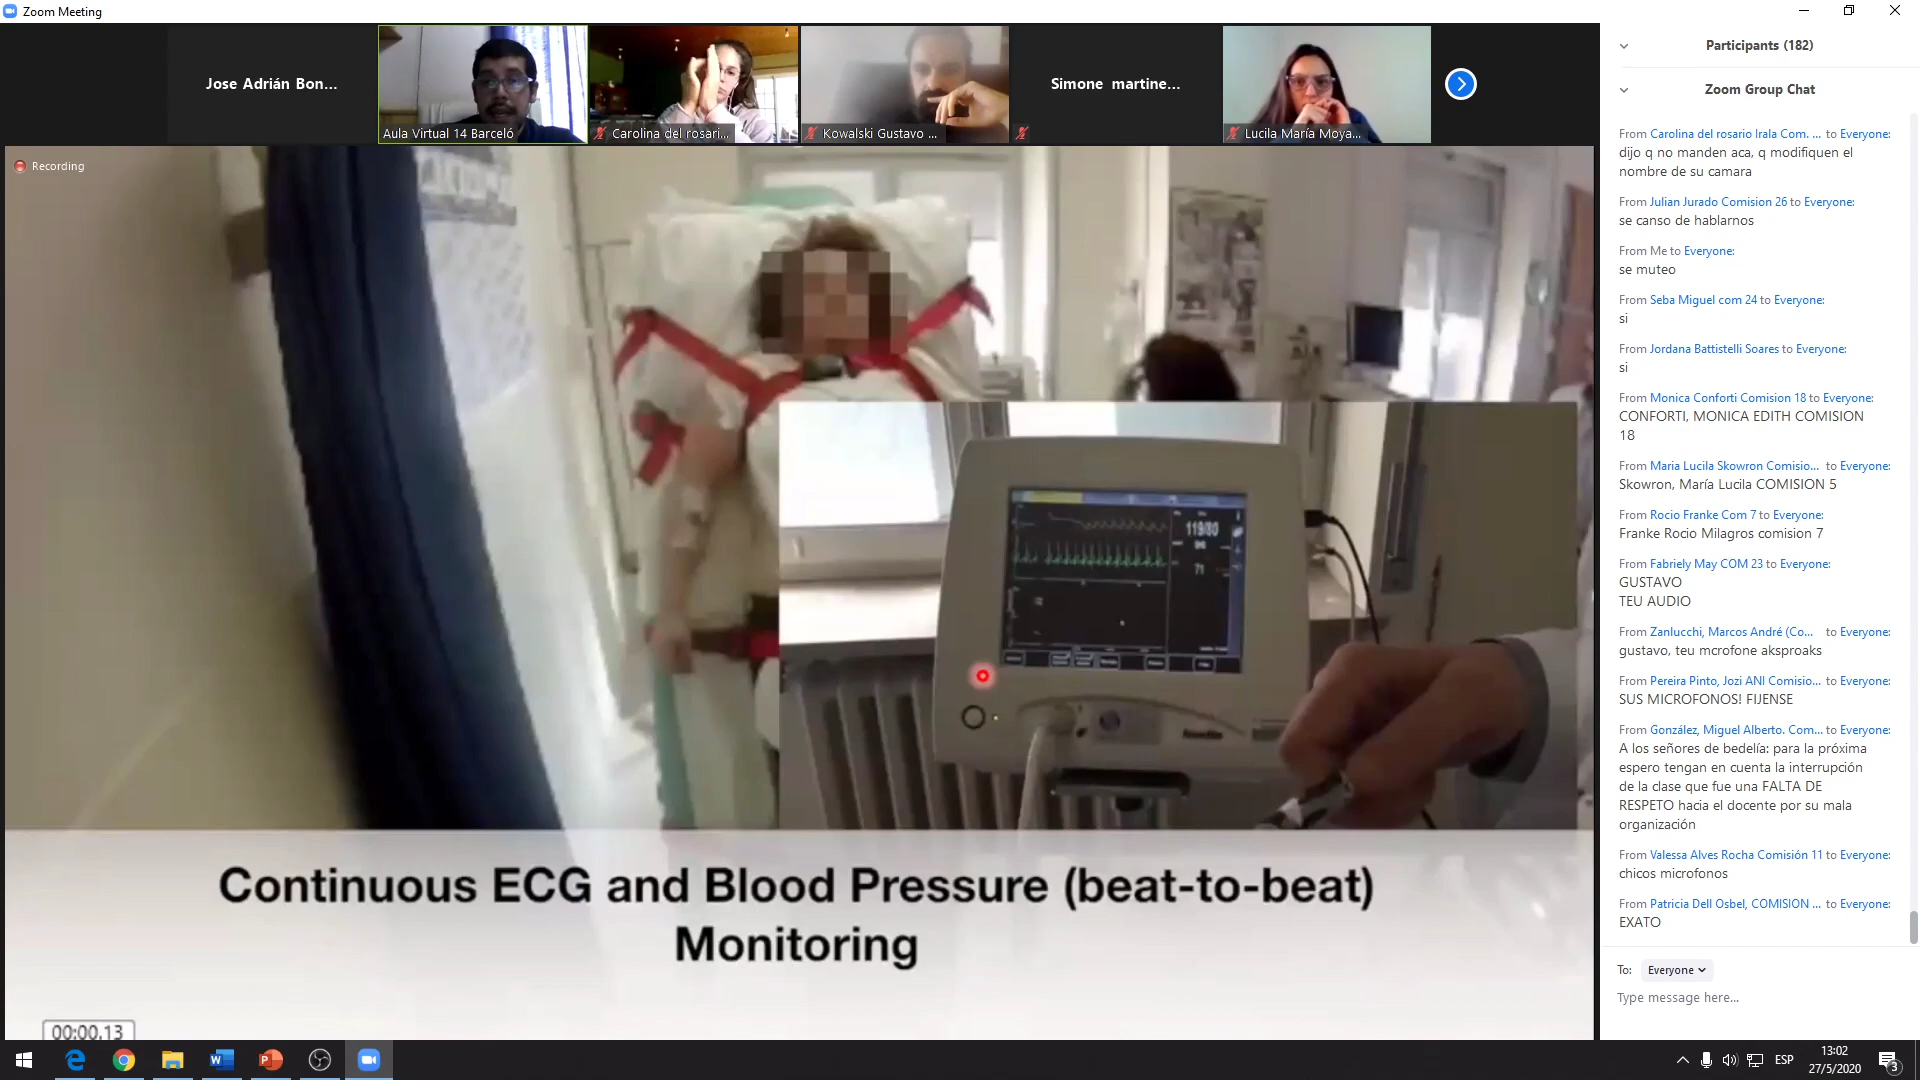 Zoom Meeting
Jose Adrián Bon...
Aula Virtual 14 Barceló
Carolina del rosari...
Kowalski Gustavo ...
Simone martine...
Lucila María Moya...
Recording
119/80
71
Continuous ECG and Blood Pressure (beat-to-beat)
Monitoring
00:00.13
Participants (182)
Zoom Group Chat
From Carolina del rosario Irala Com. ... to Everyone:
dijo q no manden aca, q modifiquen el
nombre de su camara
From Julian Jurado Comision 26 to Everyone:
se canso de hablarnos
From Me to Everyone:
se muteo
From Seba Miguel com 24 to Everyone:
si
From Jordana Battistelli Soares to Everyone:
si
From Monica Conforti Comision 18 to Everyone:
CONFORTI, MONICA EDITH COMISION
18
From Maria Lucila Skowron Comisio... to Everyone:
Skowron, María Lucila COMISION 5
From Rocio Franke Com 7 to Everyone:
Franke Rocio Milagros comision 7
From Fabriely May COM 23 to Everyone:
GUSTAVO
TEU AUDIO
From Zanlucchi, Marcos André (Co... to Everyone:
gustavo, teu mcrofone aksproaks
From Pereira Pinto, Jozi ANI Comisio... to Everyone:
SUS MICROFONOS! FIJENSE
From González, Miguel Alberto. Com... to Everyone:
A los señores de bedelía: para la próxima
espero tengan en cuenta la interrupción
de la clase que fue una FALTA DE
RESPETO hacia el docente por su mala
organización
From Valessa Alves Rocha Comisión 11 to Everyone:
chicos microfonos
From Patricia Dell Osbel, COMISION ... to Everyone:
EXATO
To: Everyone
Type message here...
ESP
13:02
27/5/2020
3